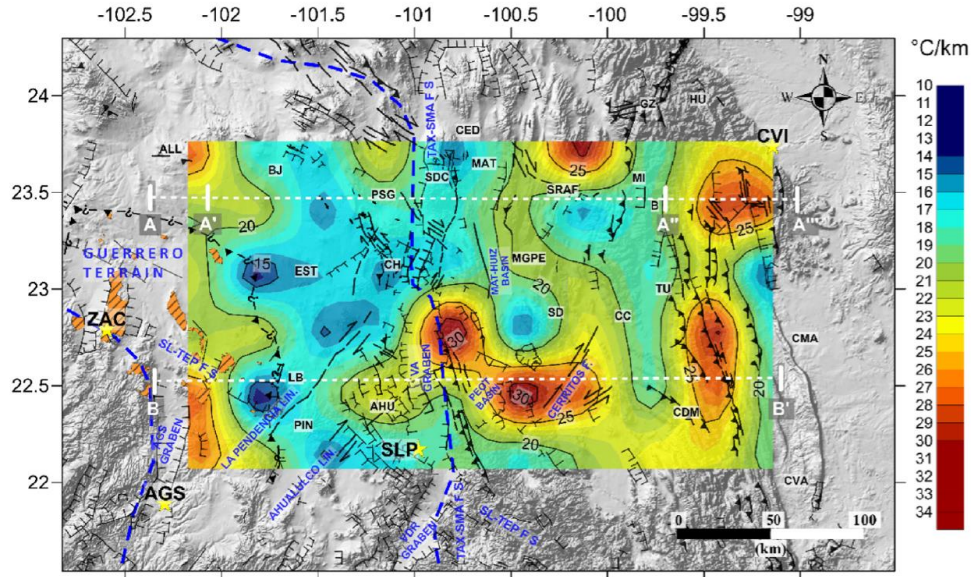 -102.5 -102 -101.5 -101 -100.5 -100 -99.5 -99
°C/km
24
GZ HU
N
W E
S
TAX-SMA F S
CED
CVI
ALL
BJ
SDC
MAT
25
SRAF
MI
23.5
PSG
B
A A' A'' A'''
20
25
GUERRERO
TERRAIN
MAT-HUIZ
BASIN
MGPE
15
EST
CH
23
TU
20
SD
CC
ZAC
30
CMA
SL-TEP F S
VA
GRABEN
22.5
LB
PEOT
BASIN
30
CERRITOS F.
25
25
20
B B'
AGS
GRABEN
LA PENDENGIA LIN.
AHU
CDM
PIN
20
SLP
AHUALULCO LIN.
22
AGS
CVA
VDR
GRABEN
TAX-SMA F S
SL-TEP F S
0 50 100
(km)
10
11
12
13
14
15
16
17
18
19
20
21
22
23
24
25
26
27
28
29
30
31
32
33
34